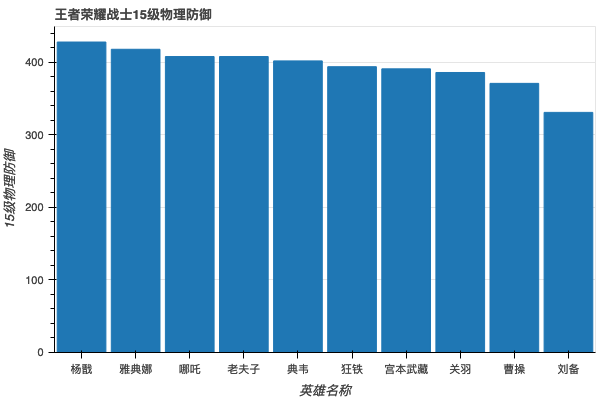 王者荣耀战士15级物理防御
15级物理防御
400
300
200
100
0
杨戬 雅典娜 哪吒 老夫子 典韦 狂铁 宫本武藏 关羽 曹操 刘备
英雄名称